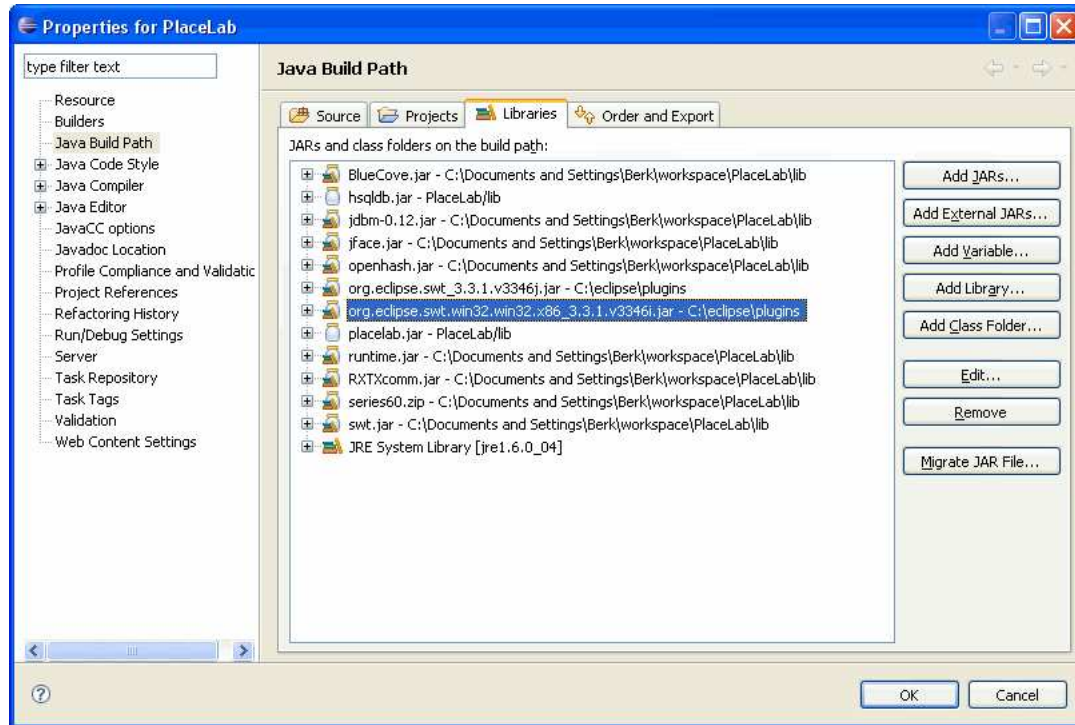 Properties for PlaceLab
type filter text
Resource
Builders
Java Build Path
Java Code Style
Java Compiler
Java Editor
JavaCC options
Javadoc Location
Profile Compliance and Validatic
Project References
Refactoring History
Run/Debug Settings
Server
Task Repository
Task Tags
Validation
Web Content Settings
Java Build Path
Source Projects Libraries Order and Export
JARs and class folders on the build path:
BlueCove.jar - C:\Documents and Settings\Berk\workspace\PlaceLab\lib
hsqldb.jar - PlaceLab/lib
jdbm-0.12.jar - C:\Documents and Settings\Berk\workspace\PlaceLab\lib
jface.jar - C:\Documents and Settings\Berk\workspace\PlaceLab\lib
openhash.jar - C:\Documents and Settings\Berk\workspace\PlaceLab\lib
org.eclipse.swt_3.3.1.v3346j.jar - C:\eclipse\plugins
org.eclipse.swt.win32.win32.x86_3.3.1.v3346i.jar - C:\eclipse\plugins
placelab.jar - PlaceLab/lib
runtime.jar - C:\Documents and Settings\Berk\workspace\PlaceLab\lib
RXTXcomm.jar - C:\Documents and Settings\Berk\workspace\PlaceLab\lib
series60.zip - C:\Documents and Settings\Berk\workspace\PlaceLab\lib
swt.jar - C:\Documents and Settings\Berk\workspace\PlaceLab\lib
JRE System Library [jre1.6.0_04]
Add JARs...
Add External JARs...
Add Variable...
Add Library...
Add Class Folder...
Edit...
Remove
Migrate JAR File...
OK Cancel